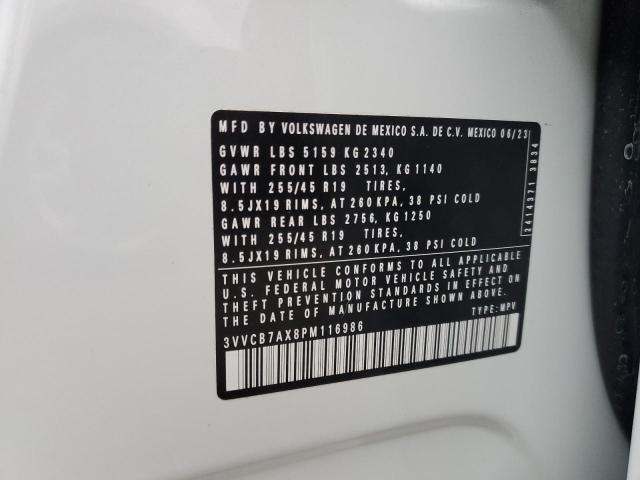 MFD BY VOLKSWAGEN DE MEXICO S.A. DE C.V. MEXICO 06/23
GVWR LBS 5159 KG 2340
GAWR FRONT LBS 2513, KG 1140
WITH 255/45 R19 TIRES,
8.5JX19 RIMS, AT 260 KPA, 38 PSI COLD
GAWR REAR LBS 2756, KG 1250
WITH 255/45 R19 TIRES,
8.5JX19 RIMS, AT 260 KPA, 38 PSI COLD
THIS VEHICLE CONFORMS TO ALL APPLICABLE
U.S. FEDERAL MOTOR VEHICLE SAFETY AND
THEFT PREVENTION STANDARDS IN EFFECT ON
THE DATE OF MANUFACTURE SHOWN ABOVE.
TYPE: MPV
3VVCB7AX8PM116986
2414371 3834